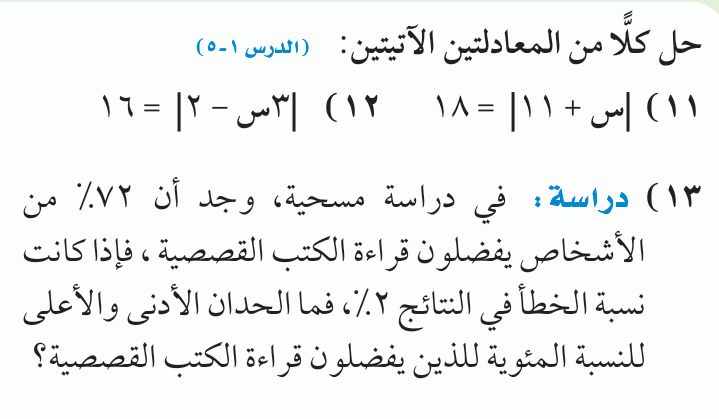 حل كلًّا من المعادلتين الآتيتين: (الدرس ١-٥)
١١) |س + ١١| = ١٨ ١٢) |٣س – ٢| = ١٦
١٣) دراسة: في دراسة مسحية، وجد أن ٧٢٪ من
الأشخاص يفضلون قراءة الكتب القصصية ، فإذا كانت
نسبة الخطأ في النتائج ٢٪، فما الحدان الأدنى والأعلى
للنسبة المئوية للذين يفضلون قراءة الكتب القصصية؟